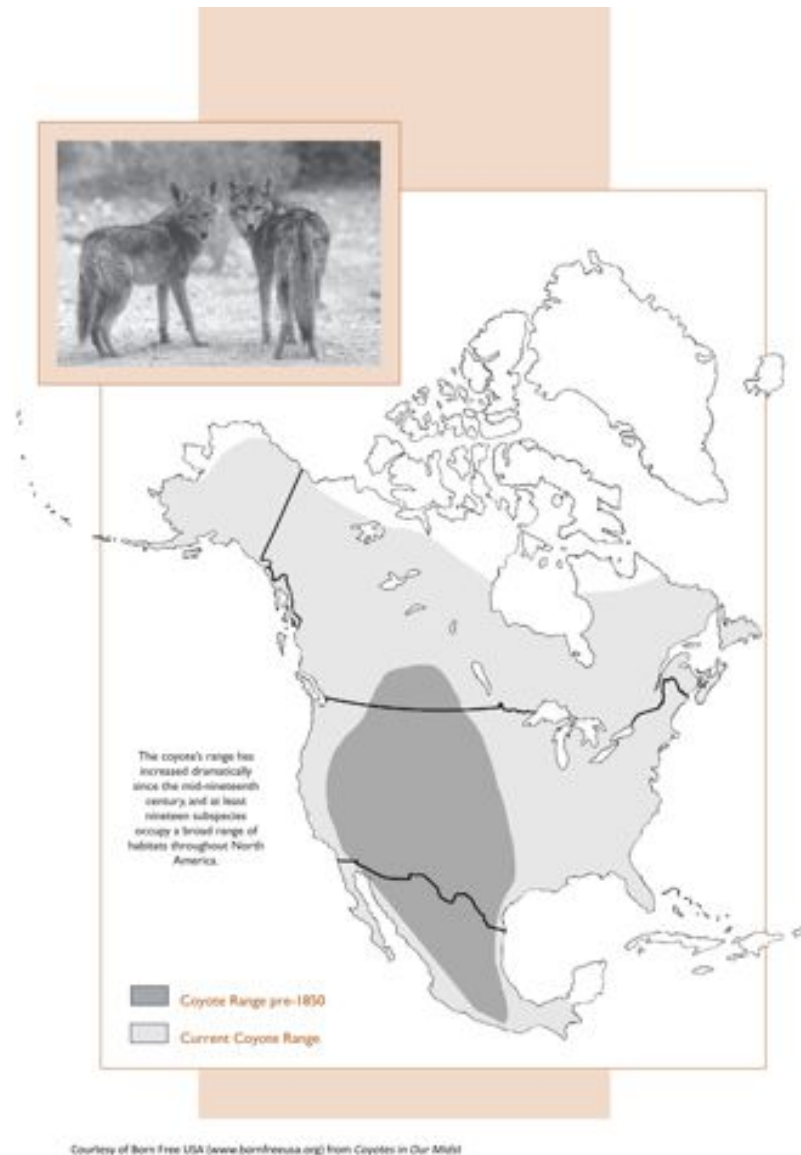 The coyote's range has
increased dramatically
since the mid-nineteenth
century, and at least
nineteen subspecies
occupy a broad range of
habitats throughout North
America.
Coyote Range pre-1850
Current Coyote Range
Courtesy of Born Free USA (www.bornfreeusa.org) from Coyotes in Our Midst